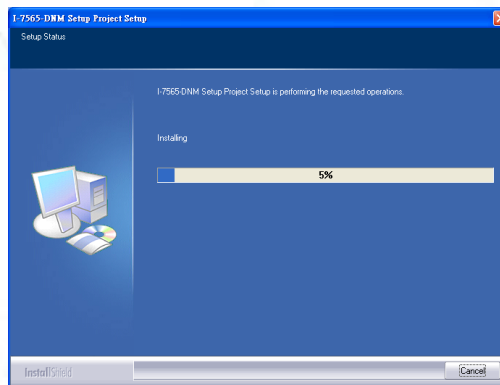 I-7565-DNM Setup Project Setup
Setup Status
I-7565-DNM Setup Project Setup is performing the requested operations.
Installing
5%
InstallShield
Cancel